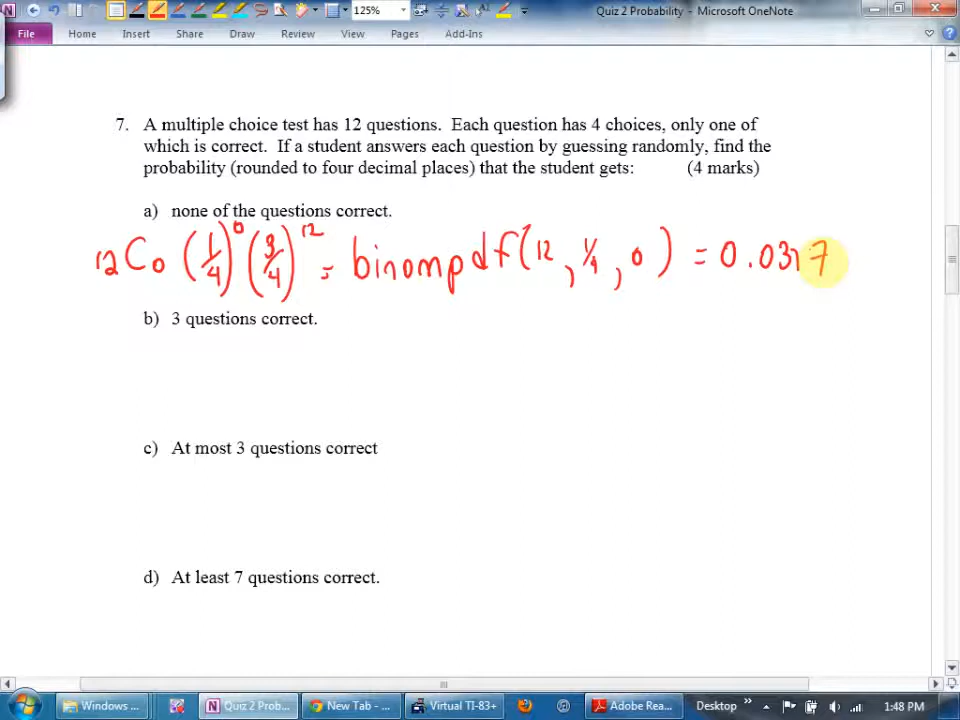 125%
Quiz 2 Probability - Microsoft OneNote
File Home Insert Share Draw Review View Pages Add-Ins
7. A multiple choice test has 12 questions. Each question has 4 choices, only one of
which is correct. If a student answers each question by guessing randomly, find the
probability (rounded to four decimal places) that the student gets: (4 marks)
a) none of the questions correct.
12C0 (1/4)^0 (3/4)^12 = binompdf(12, 1/4, 0) = 0.0317
b) 3 questions correct.
c) At most 3 questions correct
d) At least 7 questions correct.
Windows ... Quiz 2 Prob... New Tab - ... Virtual TI-83+ Adobe Rea... Desktop 1:48 PM